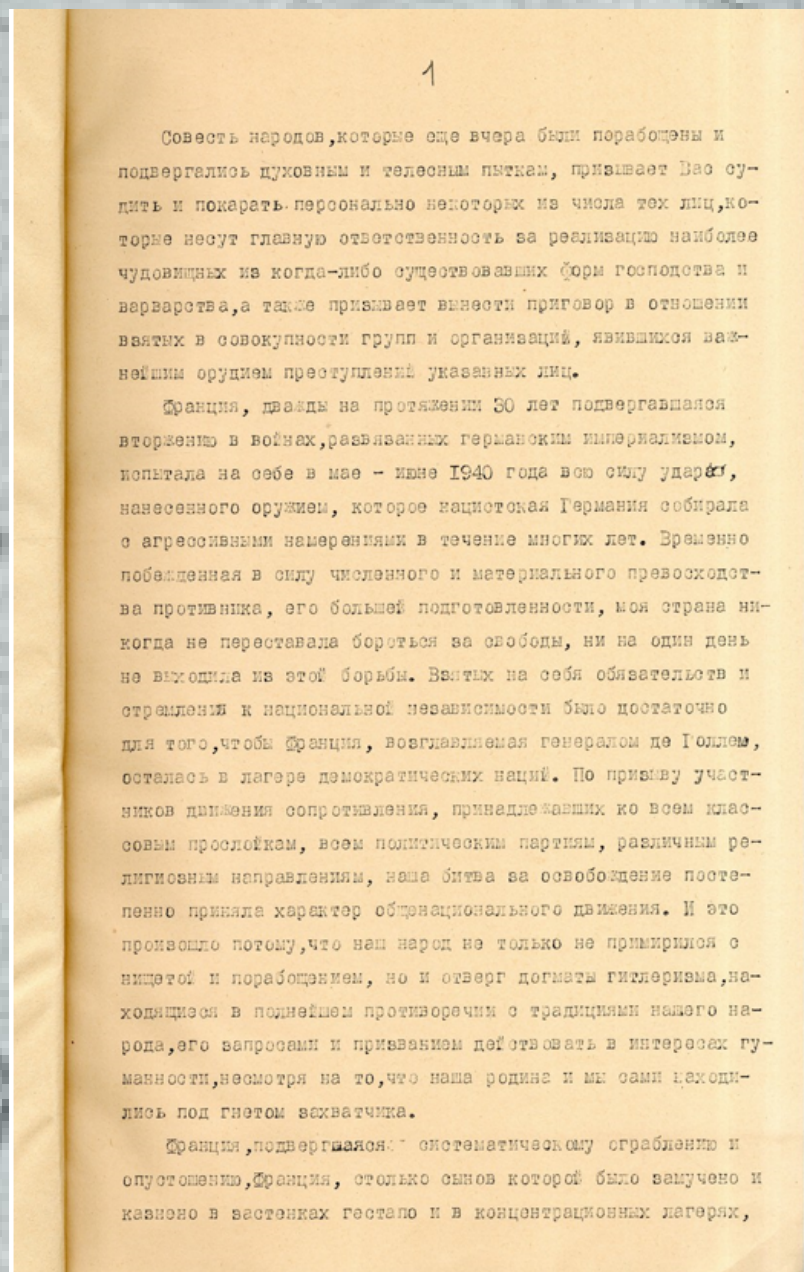 1
Совесть народов,которые еще вчера были порабощены и
подвергались духовным и телесным пыткам, призывает Вас су-
дить и покарать персонально некоторых из числа тех лиц,ко-
торые несут главную ответственность за реализацию наиболее
чудовищных из когда-либо существовавших форм господства и
варварства,а также призывает вынести приговор в отношении
взятых в совокупности групп и организаций, явившихся важ-
нейшим орудием преступлений указанных лиц.
Франция, дважды на протяжении 30 лет подвергавшаяся
вторжению в войнах,развязанных германским империализмом,
испытала на себе в мае - июне 1940 года всю силу удара,
нанесенного оружием, которое нацистская Германия собирала
с агрессивными намерениями в течение многих лет. Временно
побежденная в силу численного и материального превосходст-
ва противника, его большей подготовленности, моя страна ни-
когда не переставала бороться за свободы, ни на один день
не выходила из этой борьбы. Взятых на себя обязательств и
стремления к национальной независимости было достаточно
для того,чтобы Франция, возглавляемая генералом де Голлем,
осталась в лагере демократических наций. По призыву участ-
ников движения сопротивления, принадлежавших ко всем клас-
совым прослойкам, всем политическим партиям, различным ре-
лигиозным направлениям, наша битва за освобождение посте-
пенно приняла характер общенационального движения. И это
произошло потому,что наш народ не только не примирился с
нищетой и порабощением, но и отверг догматы гитлеризма,на-
ходящиеся в полнейшем противоречии с традициями нашего на-
рода,его запросами и призванием действовать в интересах гу-
манности,несмотря на то,что наша родина и мы сами находи-
лись под гнетом захватчика.
Франция,подвергшаяся систематическому ограблению и
опустошению,Франция, столько сынов которой было замучено и
казнено в застенках гестапо и в концентрационных лагерях,